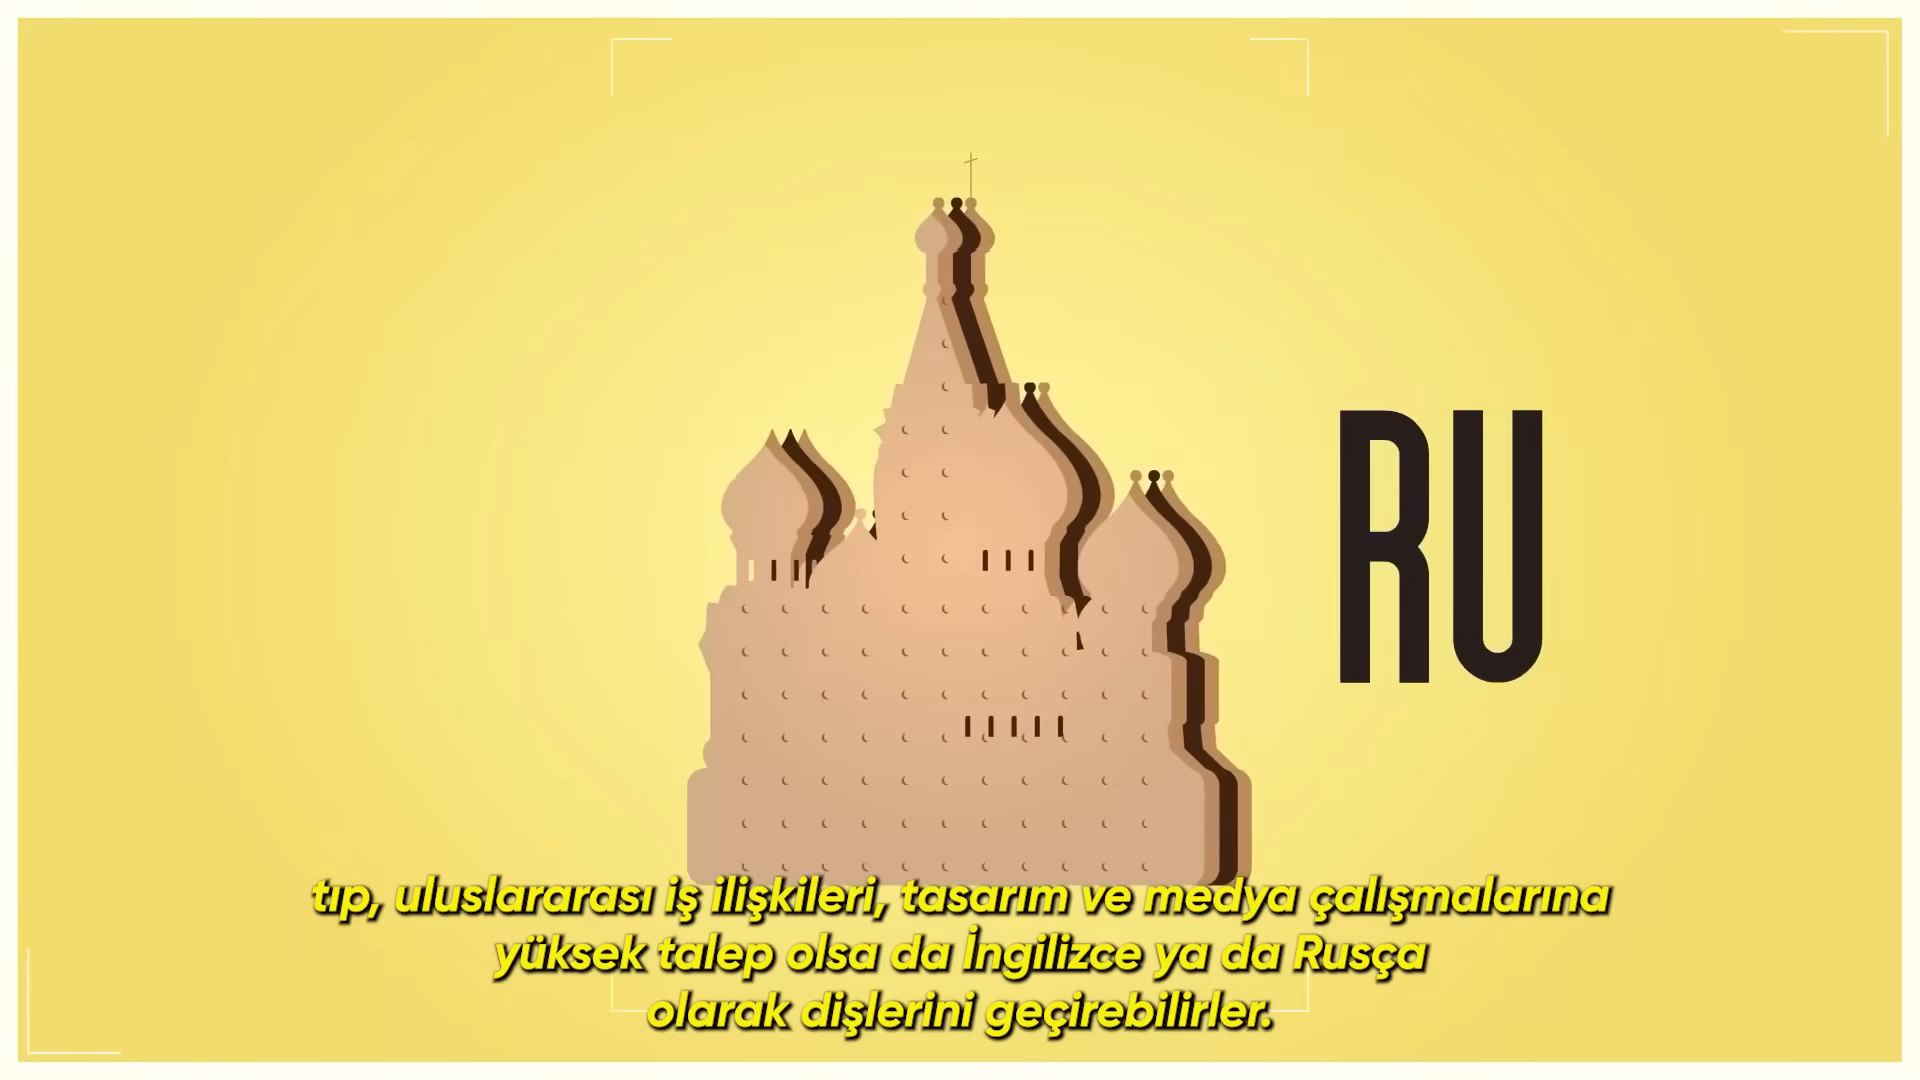 RU
tıp, uluslararası iş ilişkileri, tasarım ve medya çalışmalarına
yüksek talep olsa da İngilizce ya da Rusça
olarak dişlerini geçirebilirler.